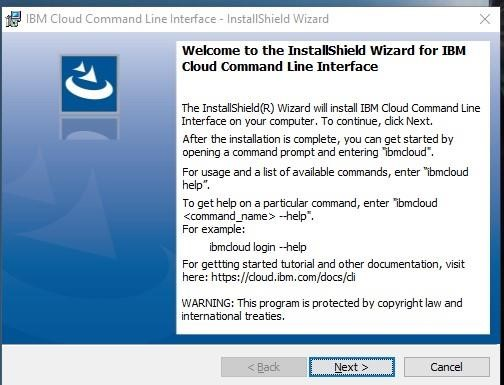 IBM Cloud Command Line Interface - InstallShield Wizard
Welcome to the InstallShield Wizard for IBM
Cloud Command Line Interface
The InstallShield(R) Wizard will install IBM Cloud Command Line
Interface on your computer. To continue, click Next.
After the installation is complete, you can get started by
opening a command prompt and entering "ibmcloud".
For usage and a list of available commands, enter "ibmcloud
help".
To get help on a particular command, enter "ibmcloud
<command_name> --help".
For example:
ibmcloud login --help
For gettting started tutorial and other documentation, visit
here: https://cloud.ibm.com/docs/cli
WARNING: This program is protected by copyright law and
international treaties.
< Back
Next >
Cancel